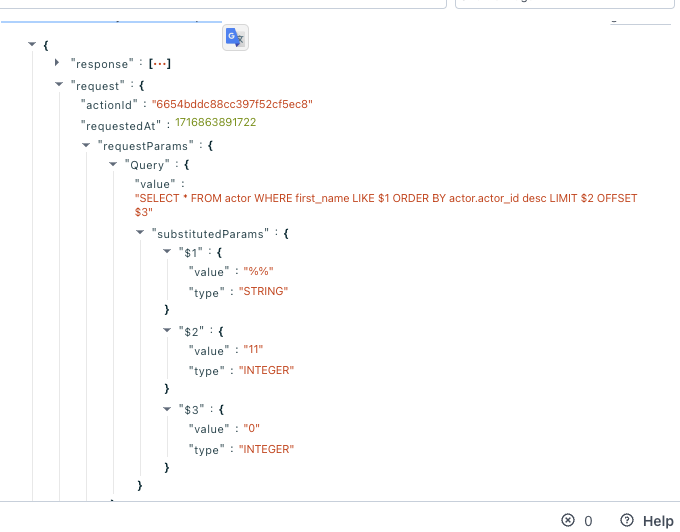 {
"response" : [...]
"request" : {
"actionId" : "6654bddc88cc397f52cf5ec8"
"requestedAt" : 1716863891722
"requestParams" : {
"Query" : {
"value" :
"SELECT * FROM actor WHERE first_name LIKE $1 ORDER BY actor.actor_id desc LIMIT $2 OFFSET
$3"
"substitutedParams" : {
"$1" : {
"value" : "%%"
"type" : "STRING"
}
"$2" : {
"value" : "11"
"type" : "INTEGER"
}
"$3" : {
"value" : "0"
"type" : "INTEGER"
}
}
0 Help